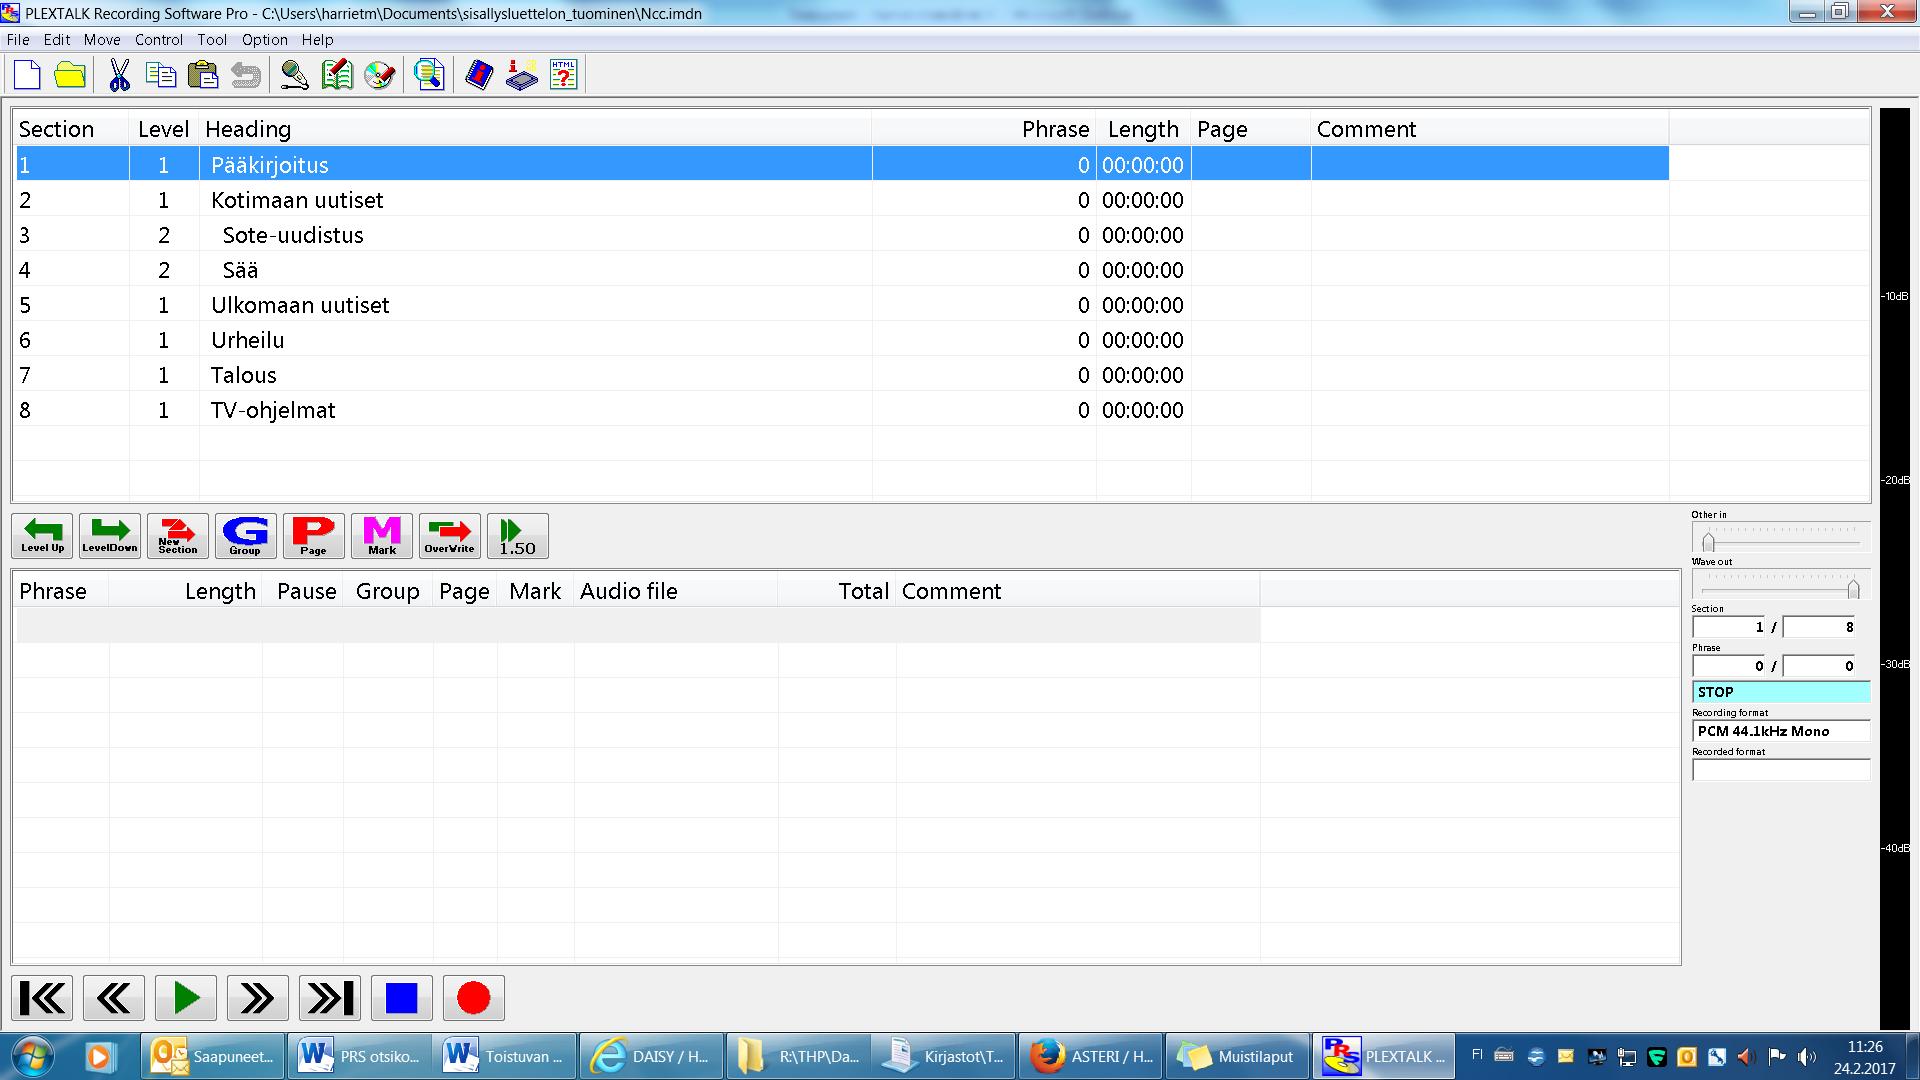 PLEXTALK Recording Software Pro - C:\Users\harrietm\Documents\sisallysluettelon_tuominen\Ncc.imdn
File Edit Move Control Tool Option Help
HTML
Section Level Heading Phrase Length Page Comment
1 1 Pääkirjoitus 0 00:00:00
2 1 Kotimaan uutiset 0 00:00:00
3 2 Sote-uudistus 0 00:00:00
4 2 Sää 0 00:00:00
5 1 Ulkomaan uutiset 0 00:00:00
6 1 Urheilu 0 00:00:00
7 1 Talous 0 00:00:00
8 1 TV-ohjelmat 0 00:00:00
-10dB
-20dB
-30dB
-40dB
Level Up LevelDown New Section G Group P Page M Mark OverWrite 1.50
Other in
Wave out
Section
1 / 8
Phrase
0 / 0
STOP
Recording format
PCM 44.1kHz Mono
Recorded format
Phrase Length Pause Group Page Mark Audio file Total Comment
Saapuneet... PRS otsiko... Toistuvan ... DAISY / H... R:\THP\Da... Kirjastot\T... ASTERI / H... Muistilaput PRS PLEXTALK ... FI 11:26
24.2.2017